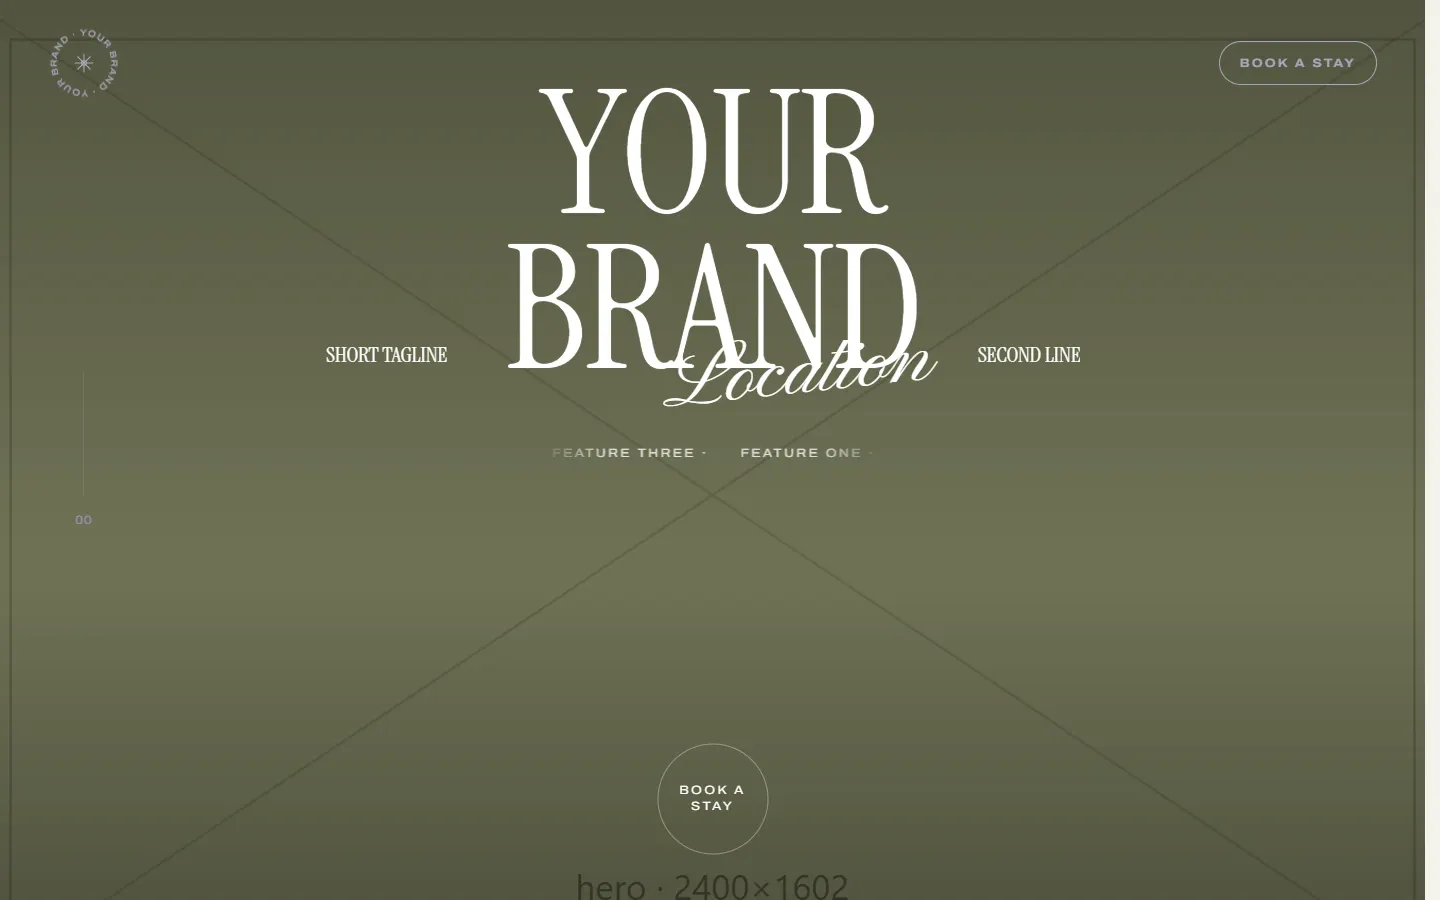 YOUR BRAND · YOUR BRAND ·
BOOK A STAY
YOUR
BRAND
Location
SHORT TAGLINE
SECOND LINE
FEATURE THREE · FEATURE ONE ·
00
BOOK A
STAY
hero · 2400×1602